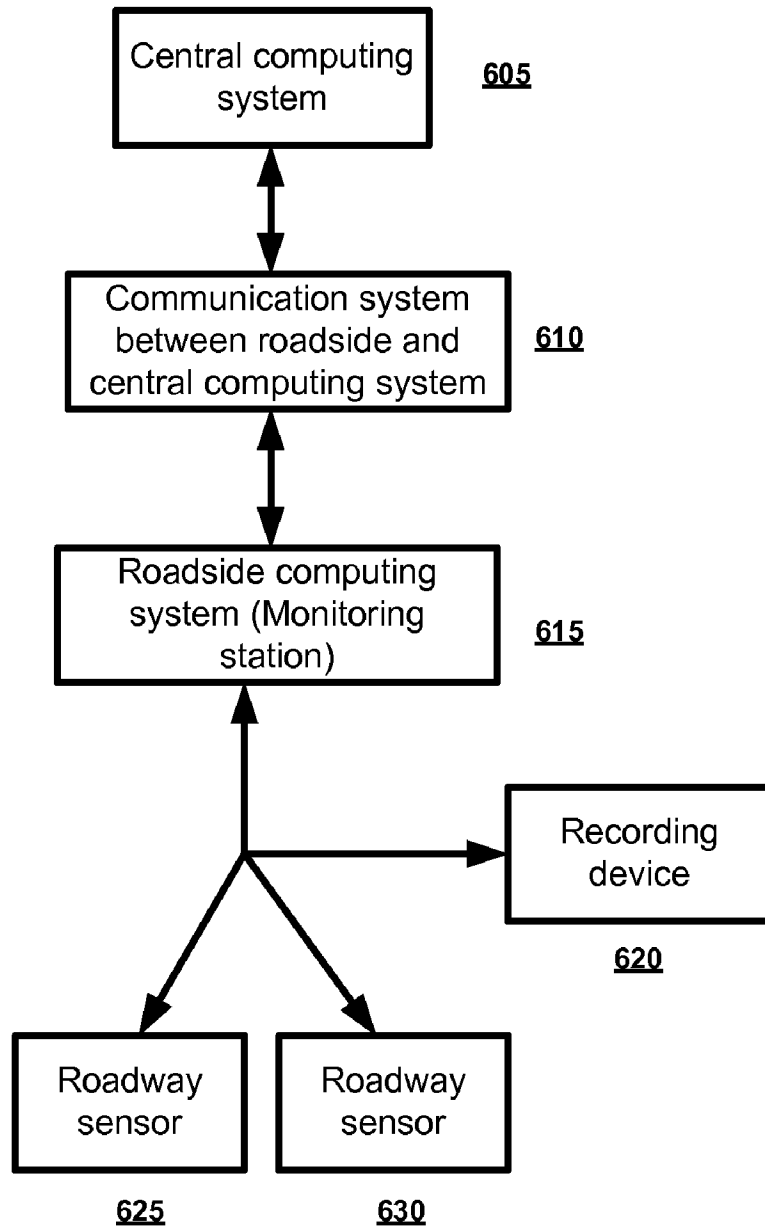 Central computing
system
605
Communication system
between roadside and
central computing system
610
Roadside computing
system (Monitoring
station)
615
Recording
device
620
Roadway
sensor
625
Roadway
sensor
630